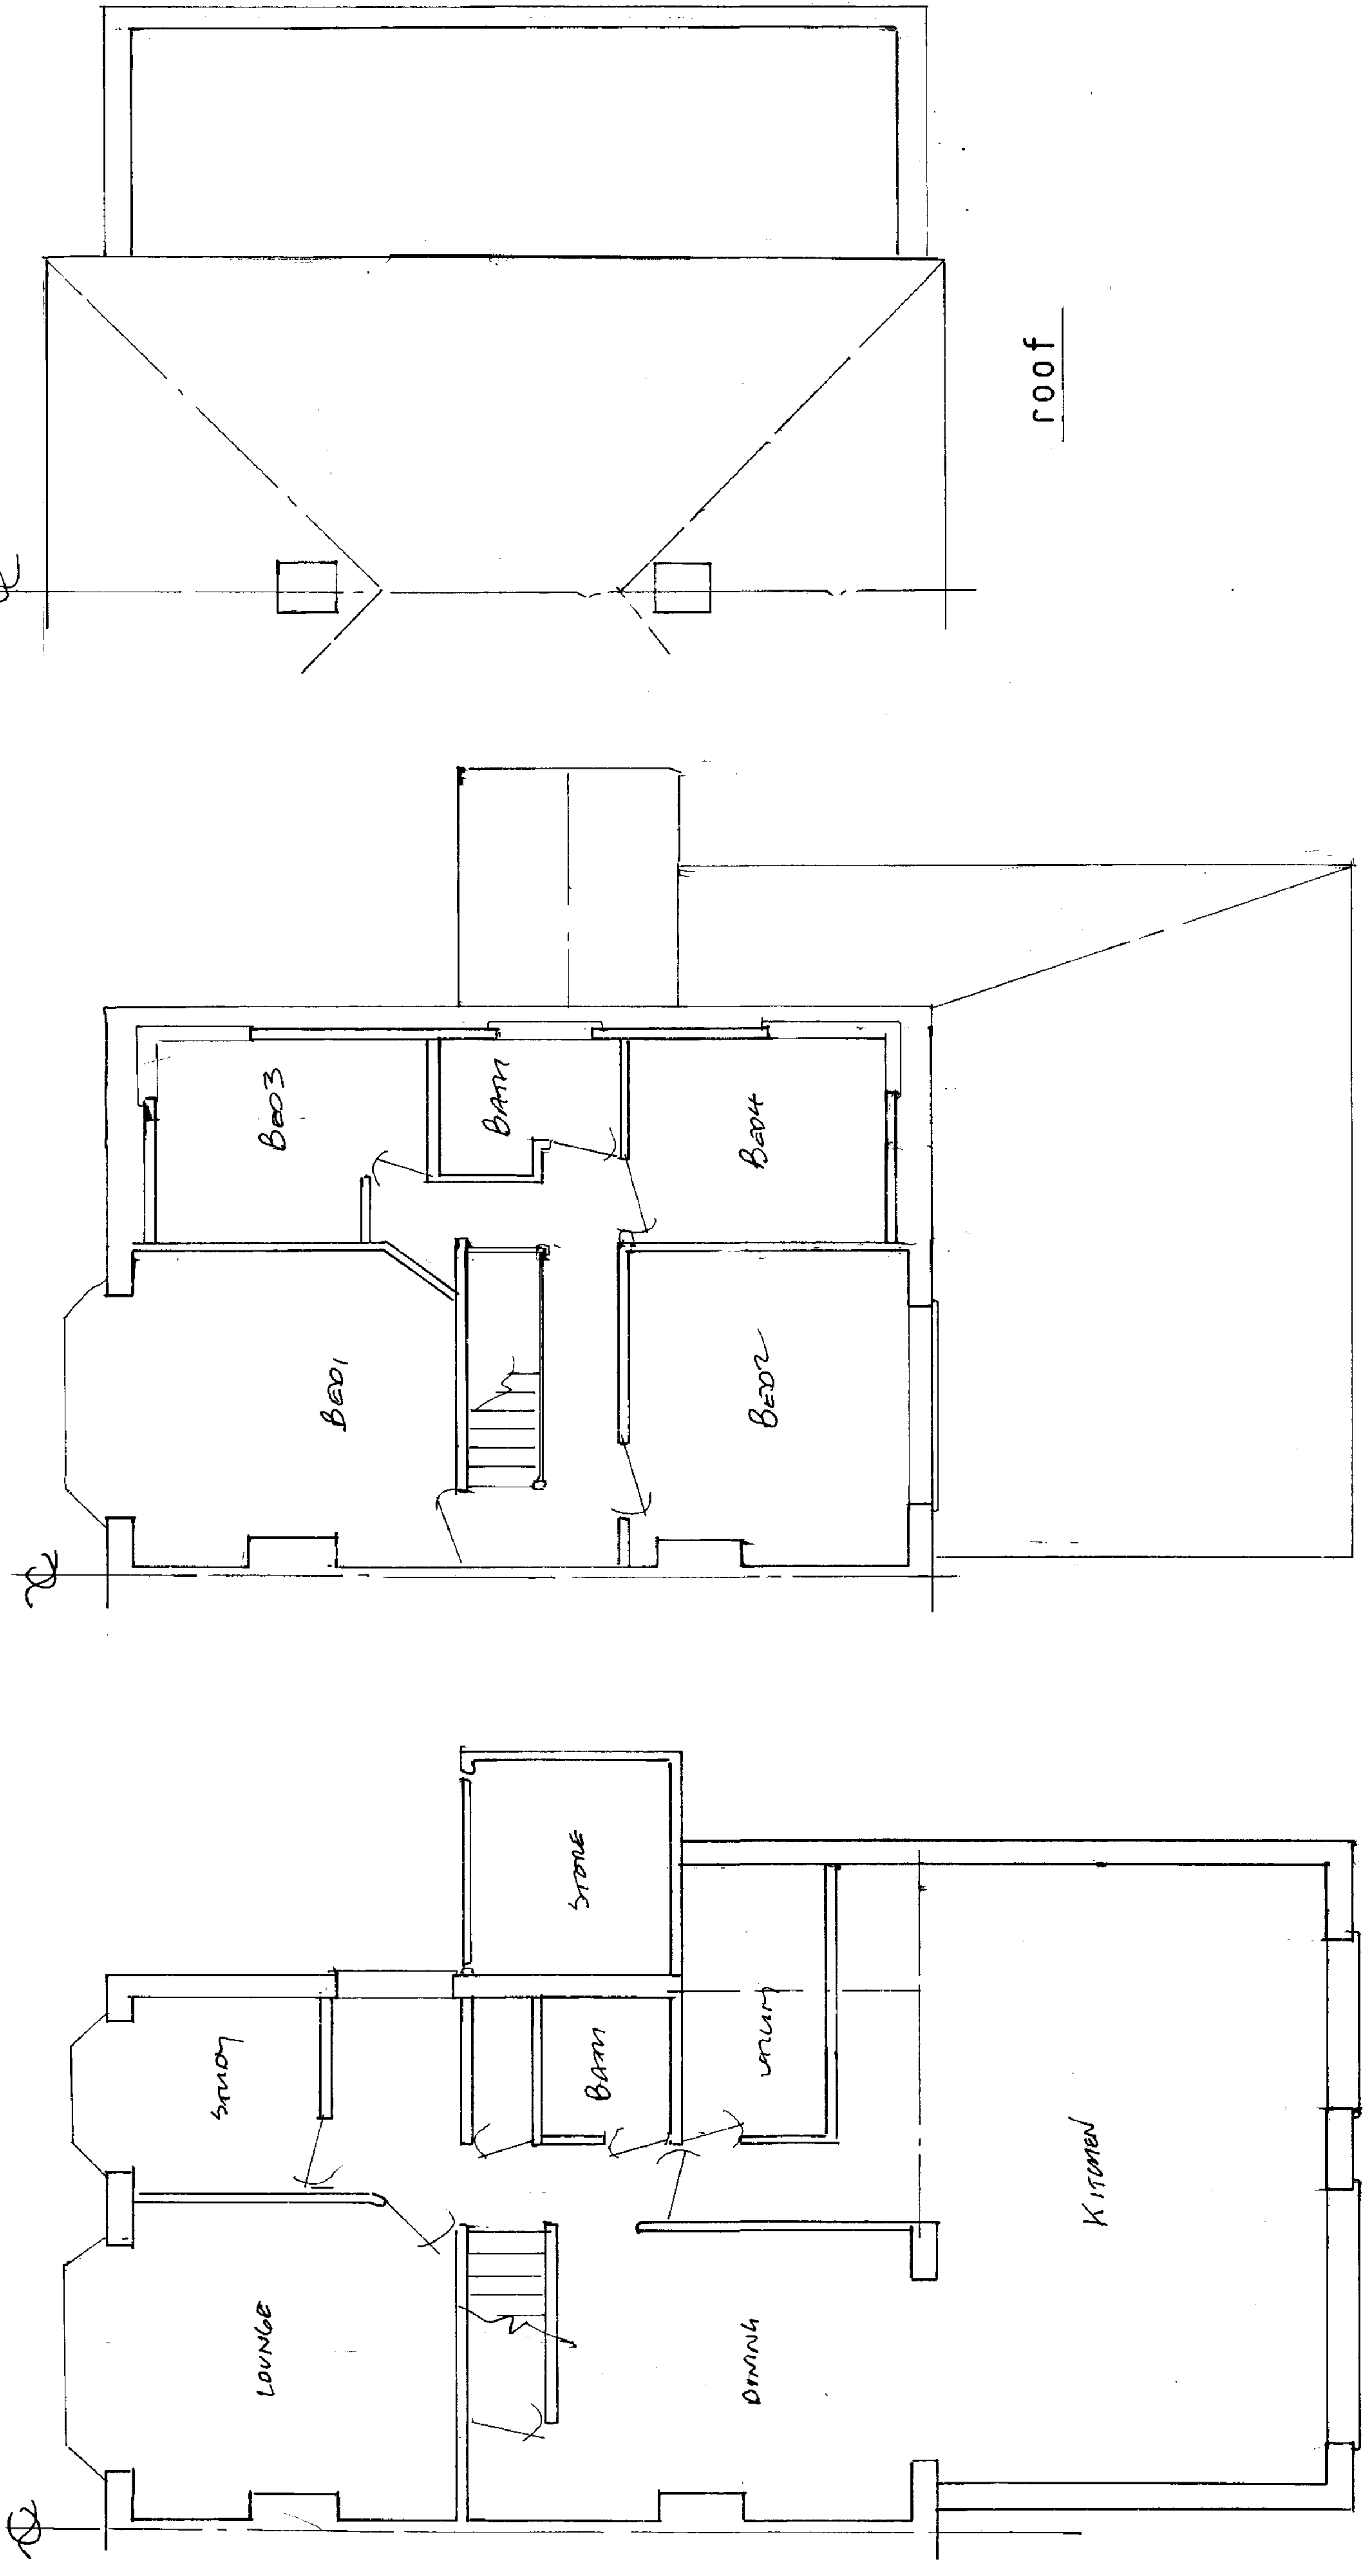 LOUNGE
STUDY
DINING
BATH
STORE
UTILITY
KITCHEN
BED1
BED3
BATH
BED2
BED4
roof